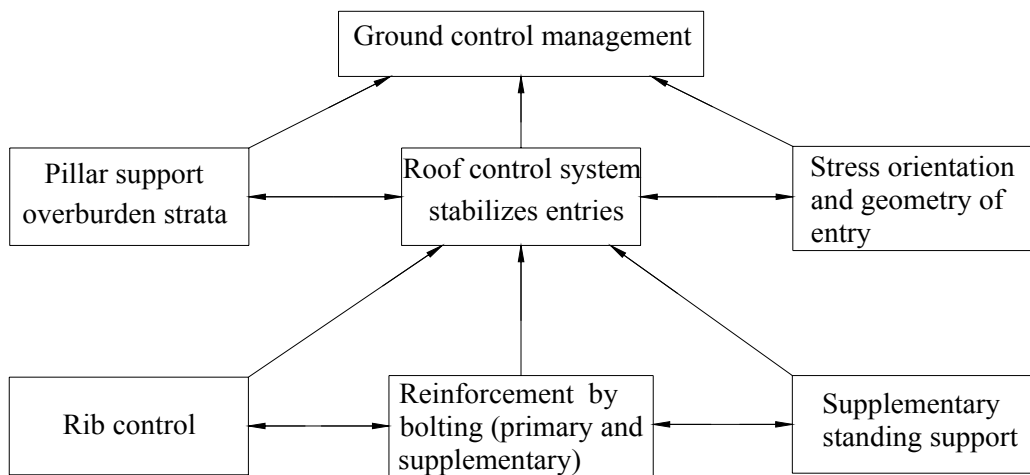 Ground control management
Pillar support
overburden strata
Roof control system
stabilizes entries
Stress orientation
and geometry of
entry
Rib control
Reinforcement by
bolting (primary and
supplementary)
Supplementary
standing support